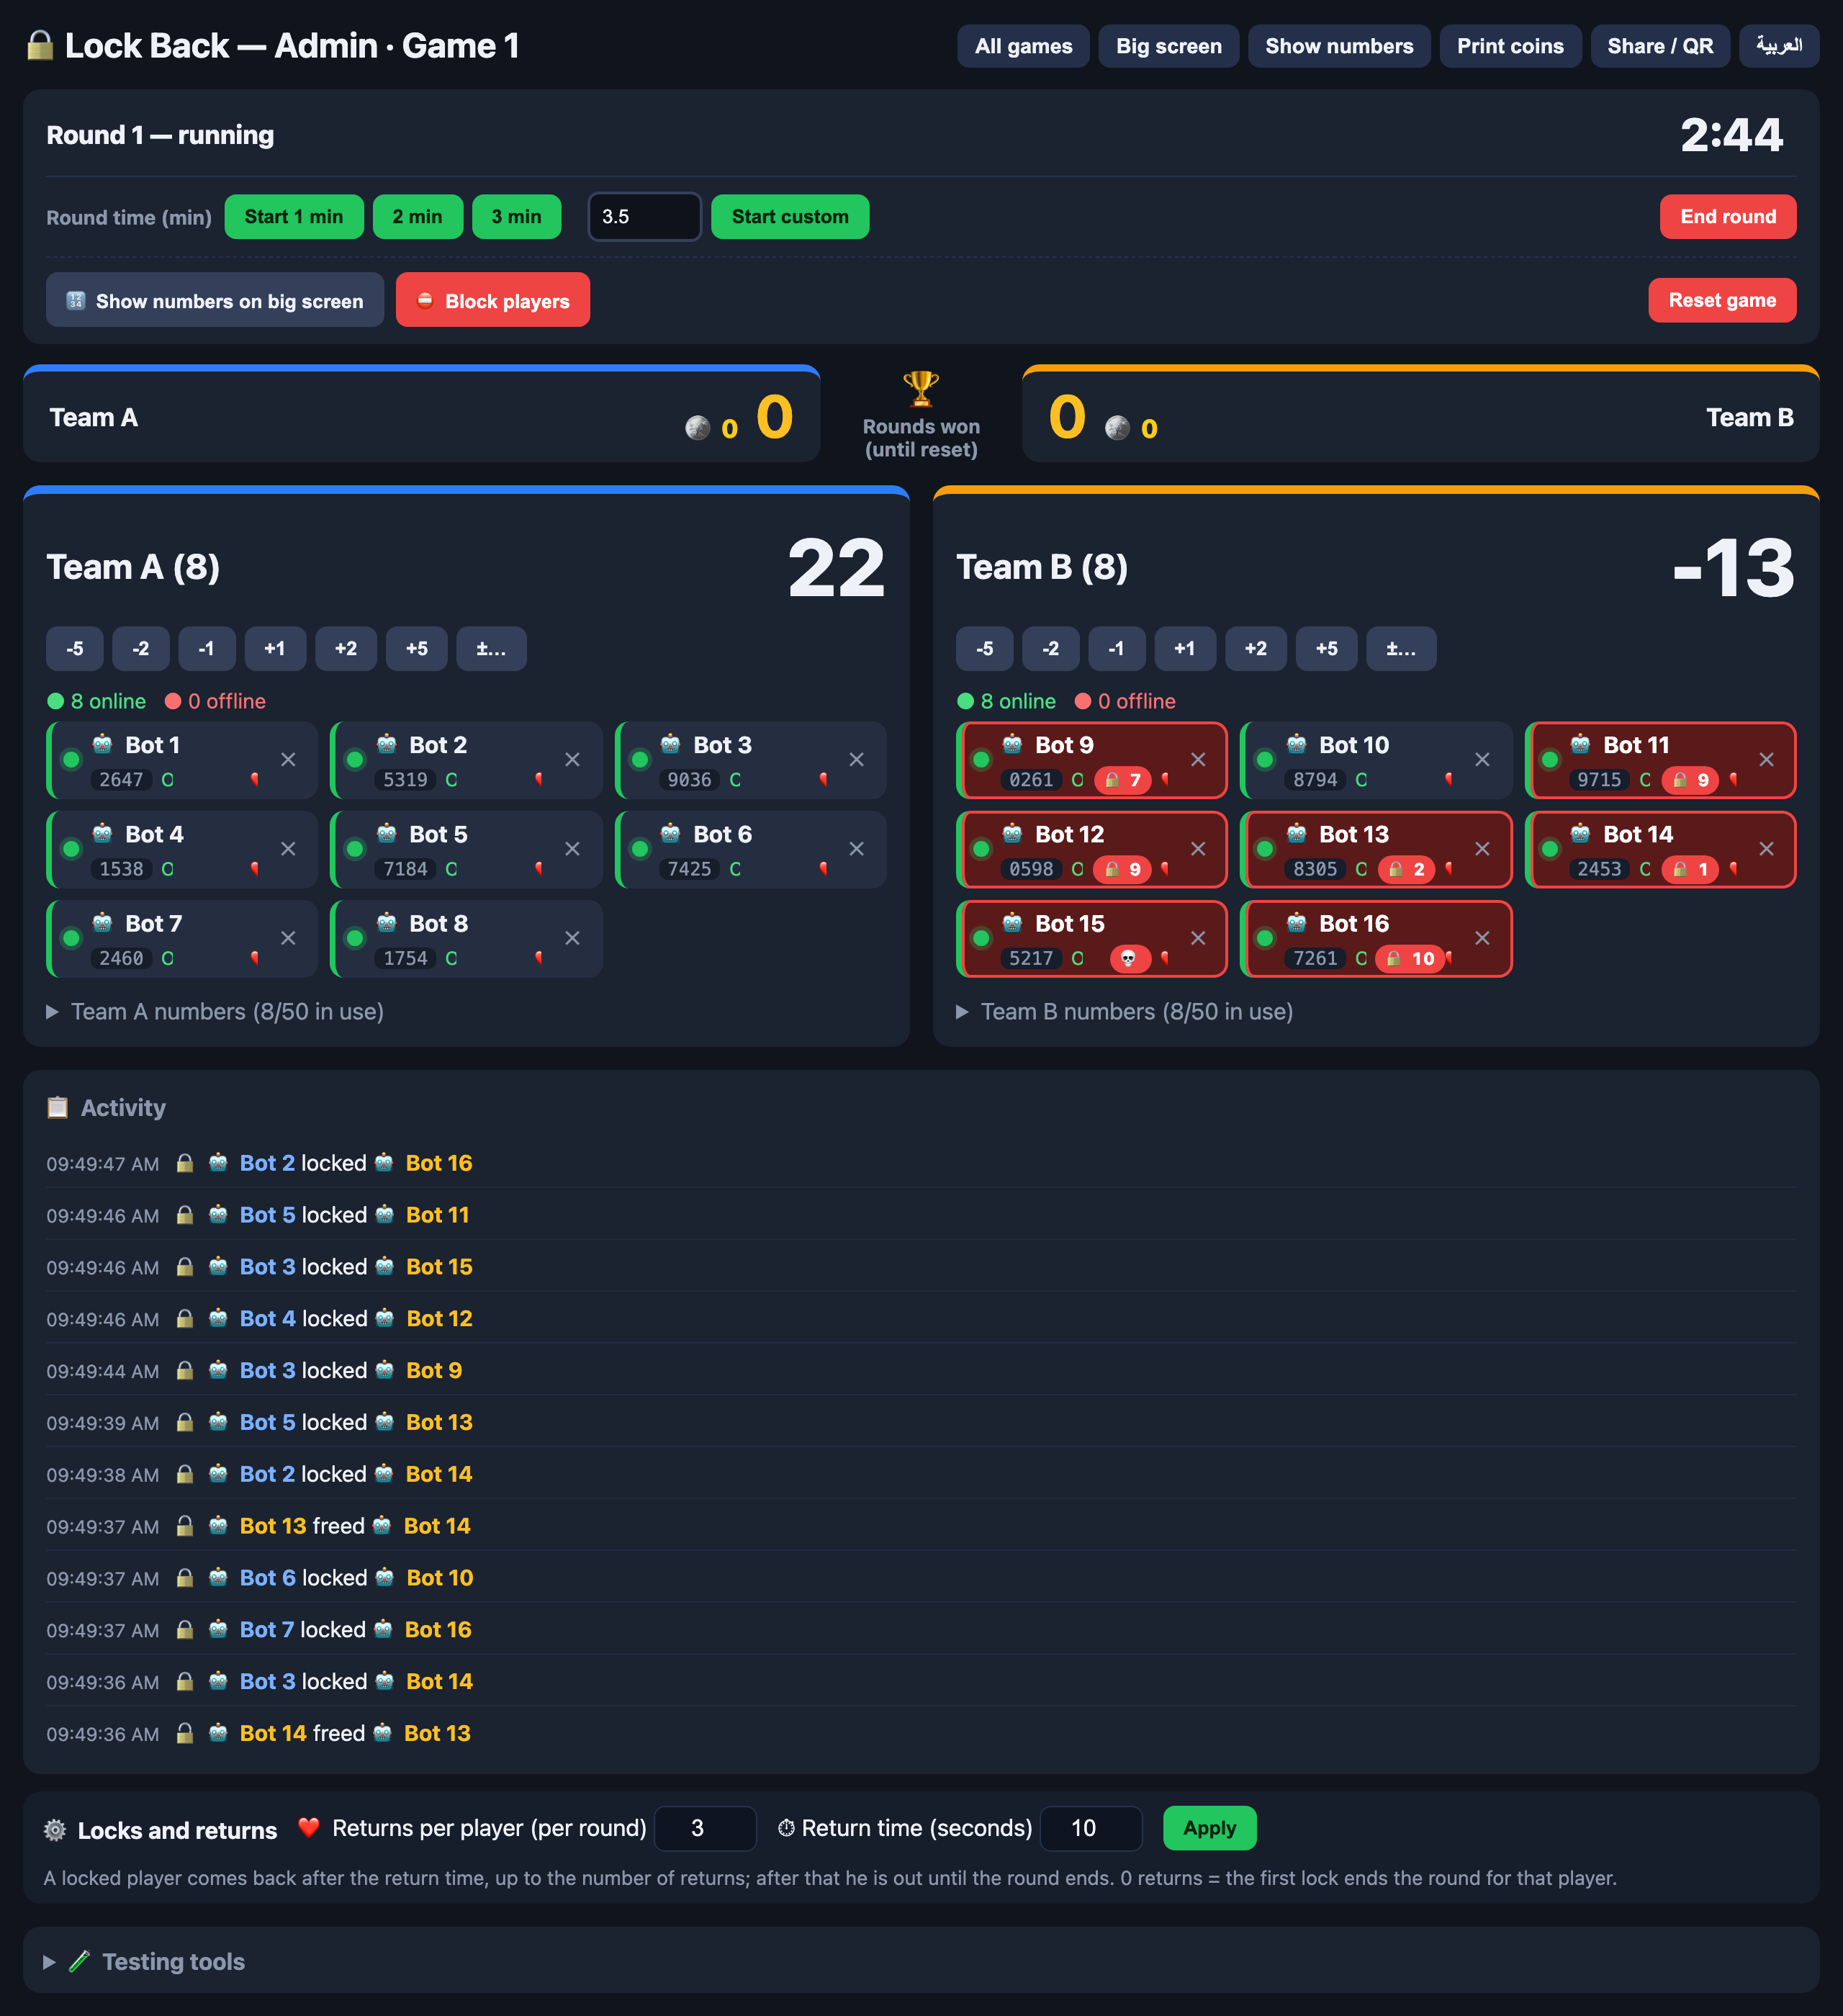 Lock Back — Admin · Game 1
All games
Big screen
Show numbers
Print coins
Share / QR
العربية
Round 1 — running
2:44
Round time (min)
Start 1 min
2 min
3 min
3.5
Start custom
End round
Show numbers on big screen
Block players
Reset game
Team A
0
0
Rounds won
(until reset)
0
0
Team B
Team A (8)
22
-5
-2
-1
+1
+2
+5
±...
8 online
0 offline
Bot 1
2647
Bot 2
5319
Bot 3
9036
Bot 4
1538
Bot 5
7184
Bot 6
7425
Bot 7
2460
Bot 8
1754
Team A numbers (8/50 in use)
Team B (8)
-13
-5
-2
-1
+1
+2
+5
±...
8 online
0 offline
Bot 9
0261 7
Bot 10
8794
Bot 11
9715 9
Bot 12
0598 9
Bot 13
8305 2
Bot 14
2453 1
Bot 15
5217
Bot 16
7261 10
Team B numbers (8/50 in use)
Activity
09:49:47 AM Bot 2 locked Bot 16
09:49:46 AM Bot 5 locked Bot 11
09:49:46 AM Bot 3 locked Bot 15
09:49:46 AM Bot 4 locked Bot 12
09:49:44 AM Bot 3 locked Bot 9
09:49:39 AM Bot 5 locked Bot 13
09:49:38 AM Bot 2 locked Bot 14
09:49:37 AM Bot 13 freed Bot 14
09:49:37 AM Bot 6 locked Bot 10
09:49:37 AM Bot 7 locked Bot 16
09:49:36 AM Bot 3 locked Bot 14
09:49:36 AM Bot 14 freed Bot 13
Locks and returns Returns per player (per round) 3 Return time (seconds) 10 Apply
A locked player comes back after the return time, up to the number of returns; after that he is out until the round ends. 0 returns = the first lock ends the round for that player.
Testing tools